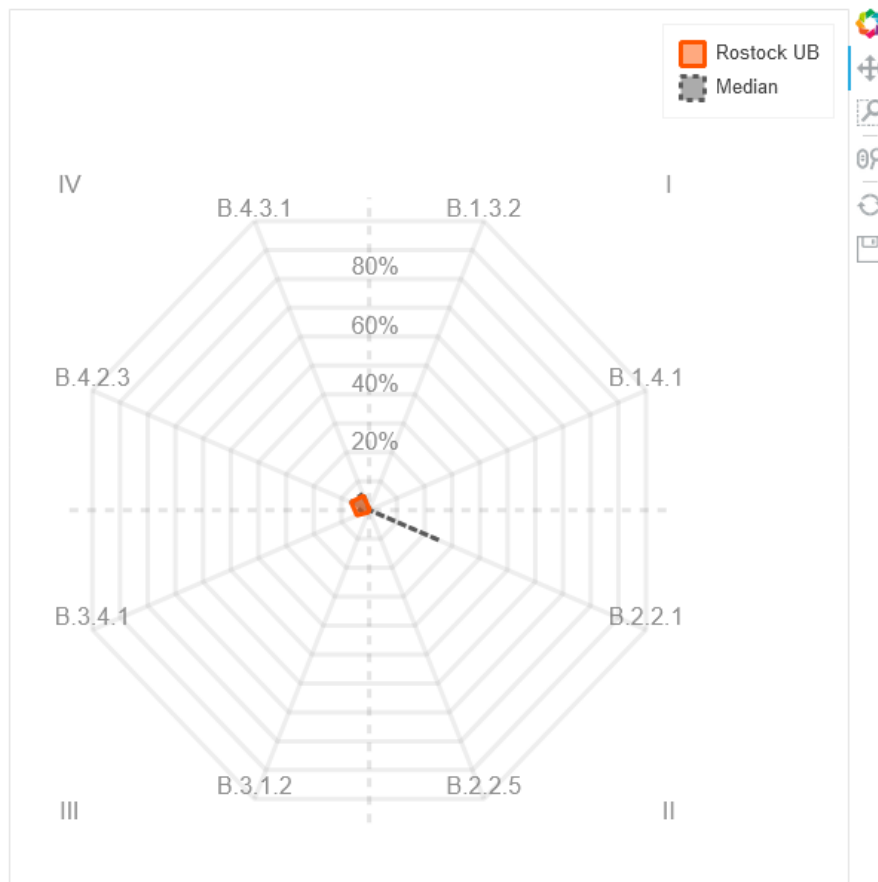 Rostock UB
Median
IV
I
B.4.3.1
B.1.3.2
80%
60%
B.4.2.3
B.1.4.1
40%
20%
B.3.4.1
B.2.2.1
B.3.1.2
B.2.2.5
III
II